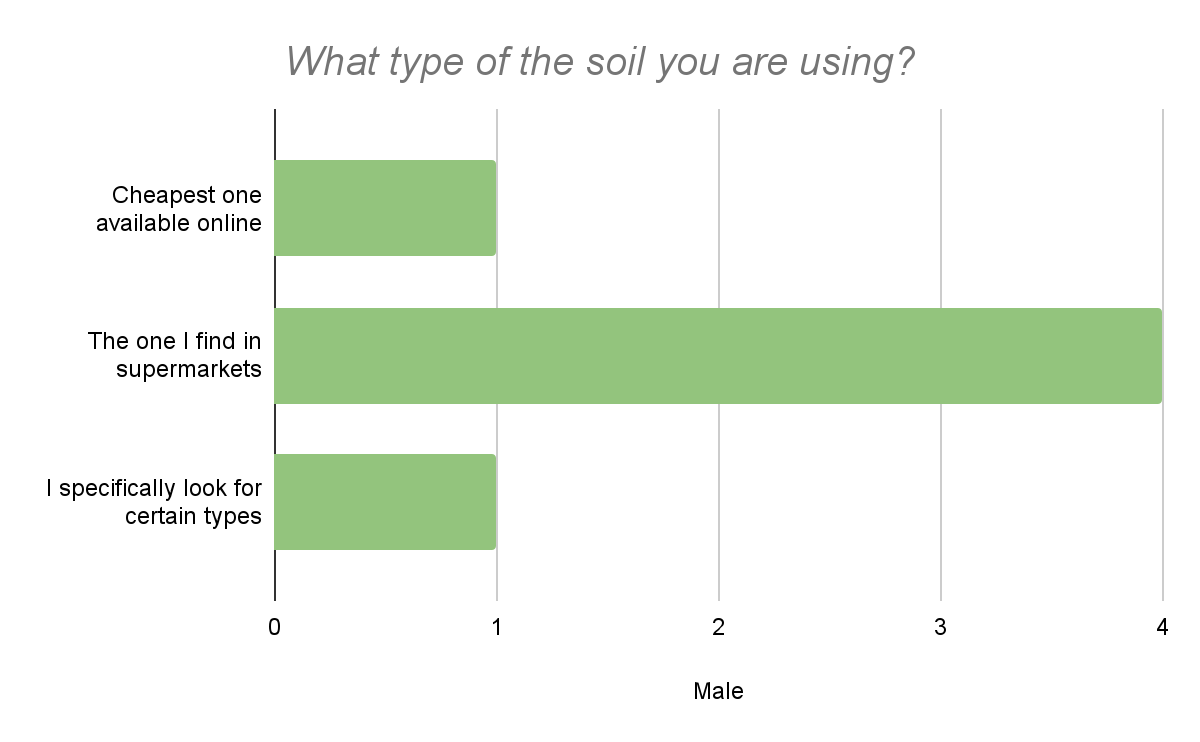 What type of the soil you are using?
Cheapest one
available online
The one I find in
supermarkets
I specifically look for
certain types
0 1 2 3 4
Male